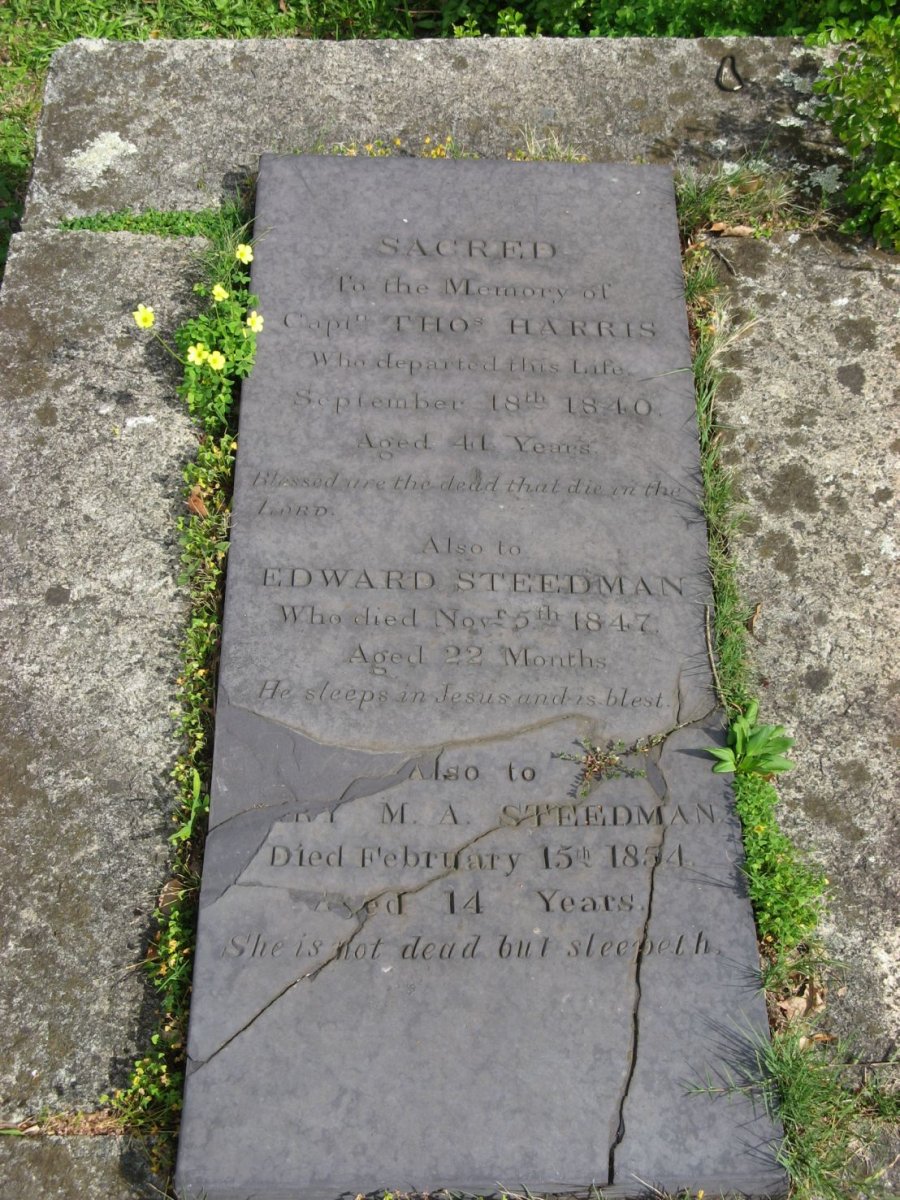 SACRED
To the Memory of
Captn THOs HARRIS
Who departed this Life.
September 18th 1840.
Aged 41 Years.
Blessed are the dead that die in the
LORD.
Also to
EDWARD STEEDMAN
Who died Novr 5th 1847.
Aged 22 Months
He sleeps in Jesus and is blest.
Also to
RY M. A. STEEDMAN
Died February 15th 1854.
Aged 14 Years.
She is not dead but sleepeth.